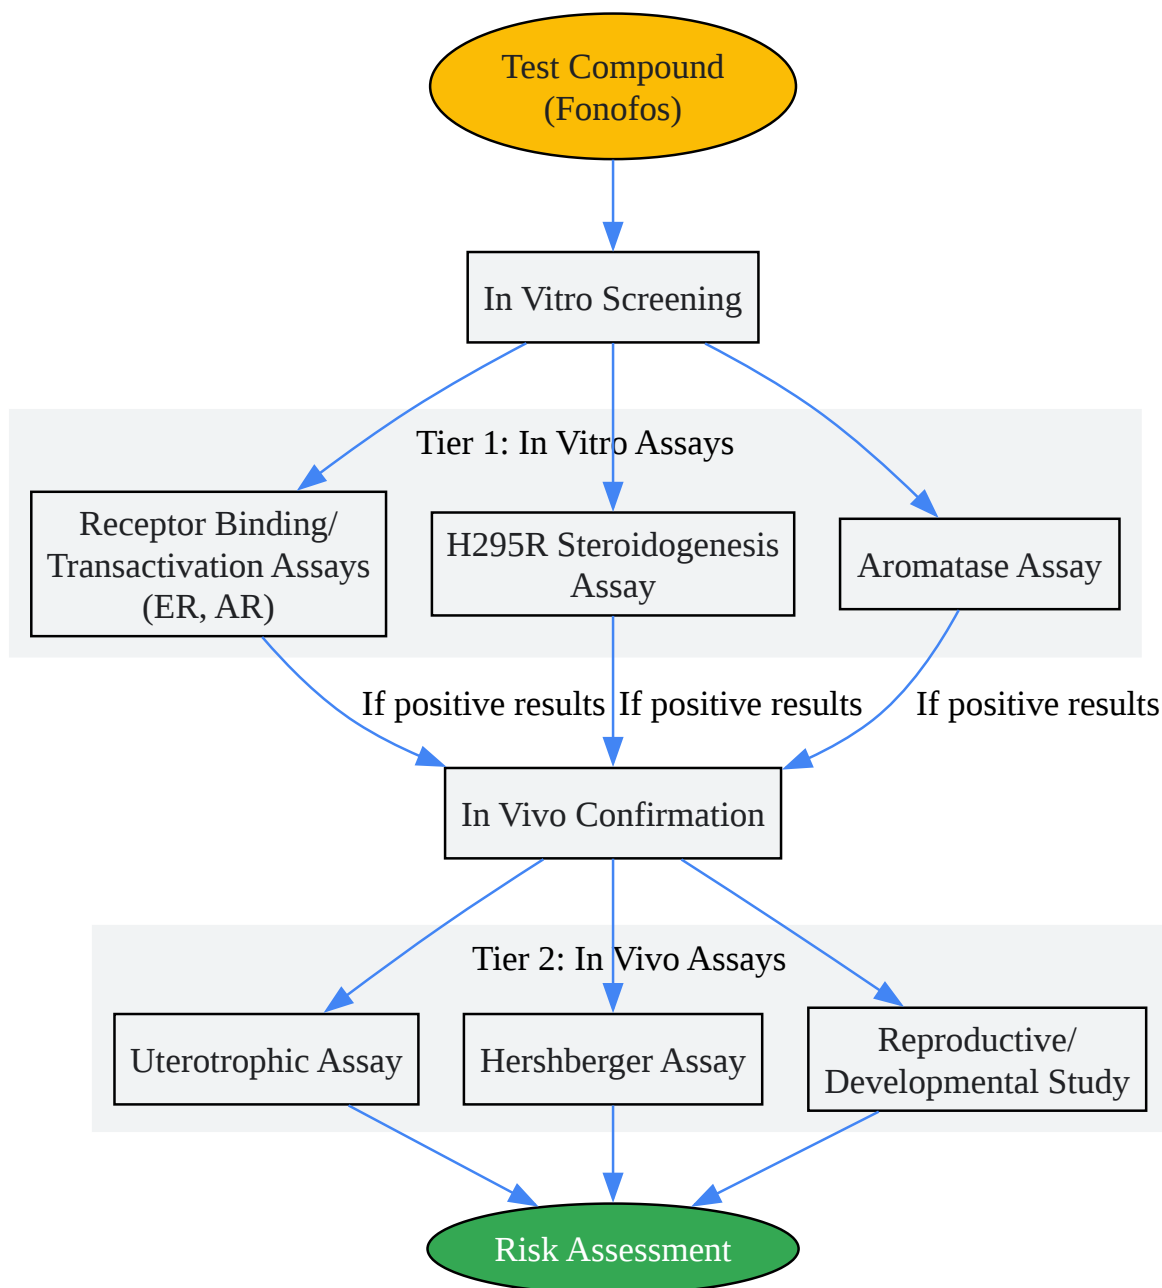 Test Compound
(Fonofos)
In Vitro Screening
Tier 1: In Vitro Assays
Receptor Binding/
Transactivation Assays
(ER, AR)
H295R Steroidogenesis
Assay
Aromatase Assay
If positive results
If positive results
If positive results
In Vivo Confirmation
Tier 2: In Vivo Assays
Uterotrophic Assay
Hershberger Assay
Reproductive/
Developmental Study
Risk Assessment